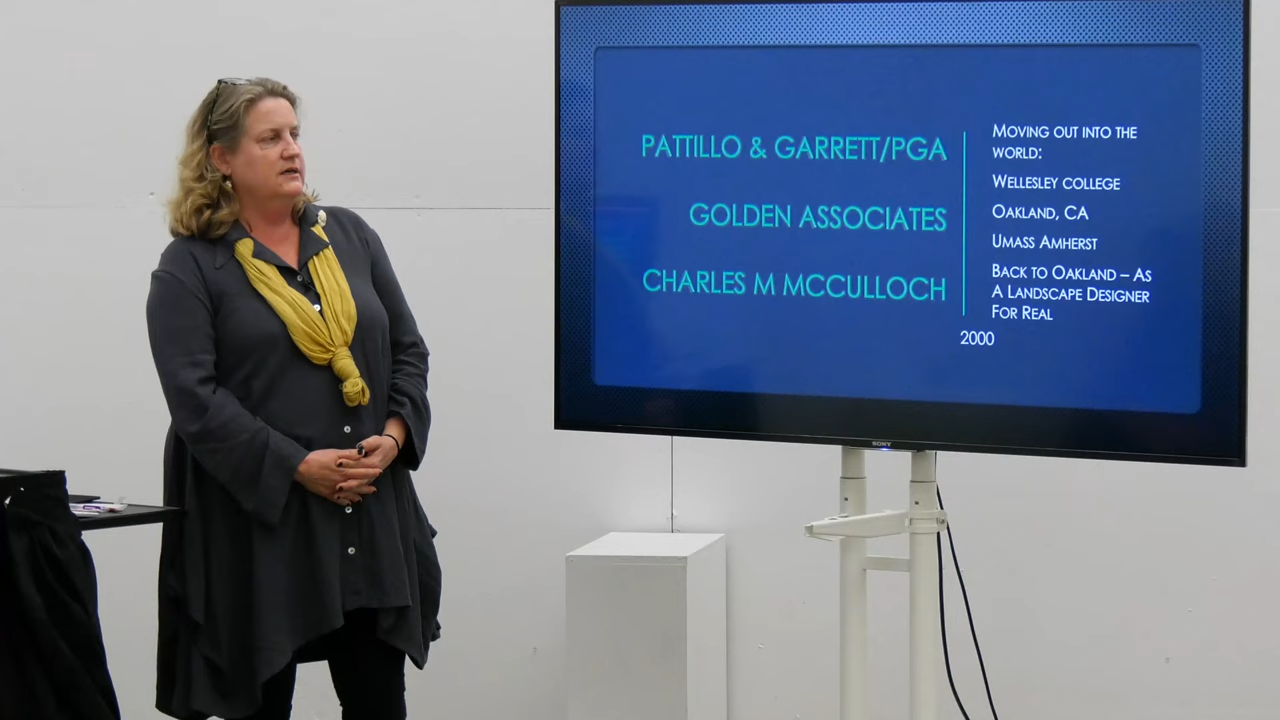 PATTILLO & GARRETT/PGA
GOLDEN ASSOCIATES
CHARLES M MCCULLOCH
MOVING OUT INTO THE
WORLD:
WELLESLEY COLLEGE
OAKLAND, CA
UMASS AMHERST
BACK TO OAKLAND – AS
A LANDSCAPE DESIGNER
FOR REAL
2000
SONY